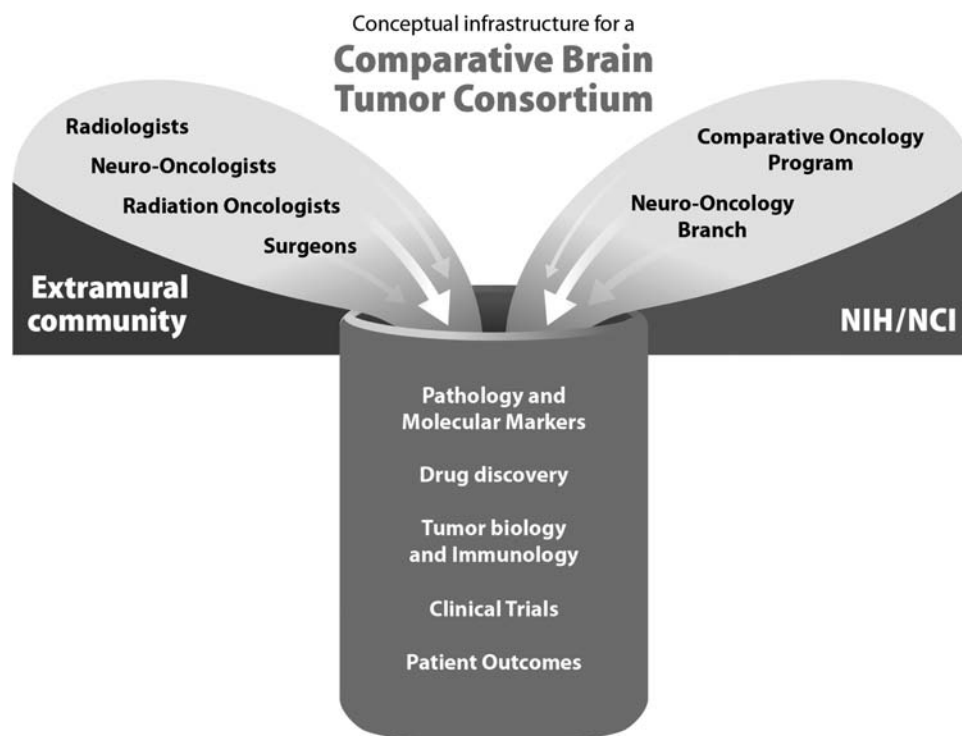 Conceptual infrastructure for a
Comparative Brain
Tumor Consortium
Radiologists
Neuro-Oncologists
Radiation Oncologists
Surgeons
Extramural
community
Comparative Oncology
Program
Neuro-Oncology
Branch
NIH/NCI
Pathology and
Molecular Markers
Drug discovery
Tumor biology
and Immunology
Clinical Trials
Patient Outcomes